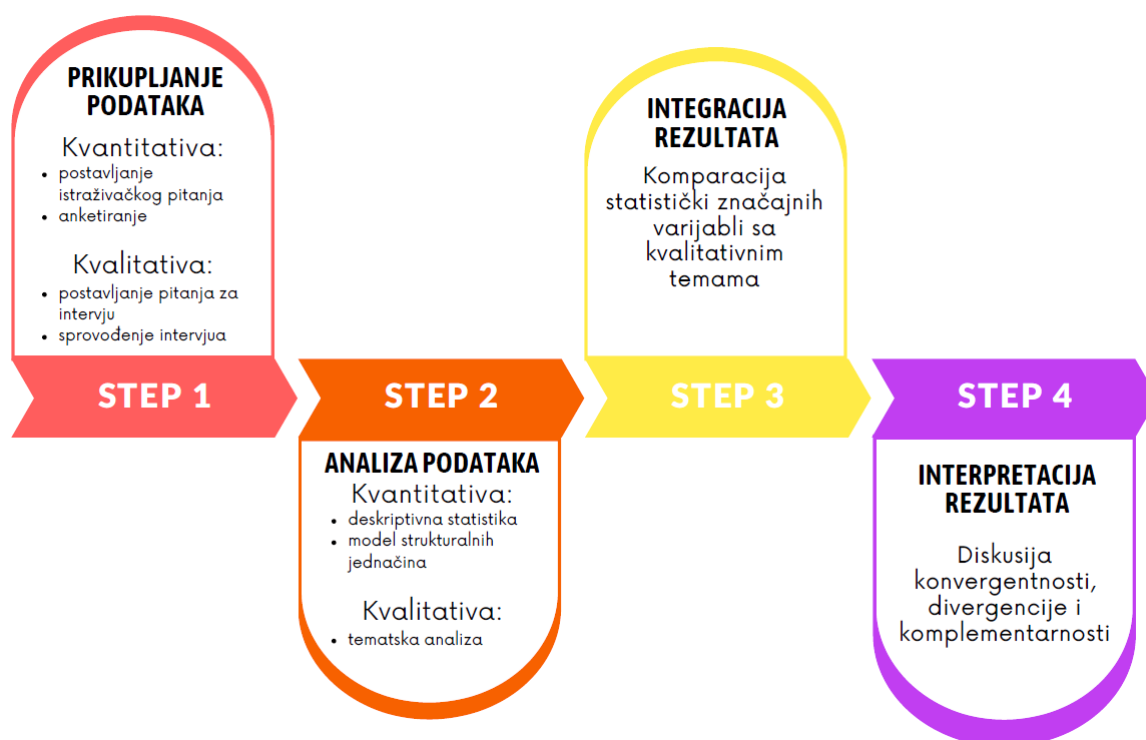 PRIKUPLJANJE
PODATAKA
Kvantitativa:
• postavljanje
istraživačkog pitanja
• anketiranje
Kvalitativa:
• postavljanje pitanja za
intervju
• sprovođenje intervjua
STEP 1
STEP 2
ANALIZA PODATAKA
Kvantitativa:
• deskriptivna statistika
• model strukturalnih
jednačina
Kvalitativa:
• tematska analiza
INTEGRACIJA
REZULTATA
Komparacija
statistički značajnih
varijabli sa
kvalitativnim
temama
STEP 3
STEP 4
INTERPRETACIJA
REZULTATA
Diskusija
konvergentnosti,
divergencije i
komplementarnosti